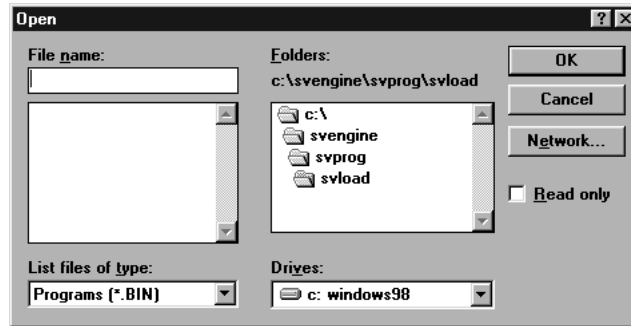 Open
File name:
Folders:
c:\svengine\svprog\svload
c:\
svengine
svprog
svload
OK
Cancel
Network...
Read only
List files of type:
Programs (*.BIN)
Drives:
c: windows98